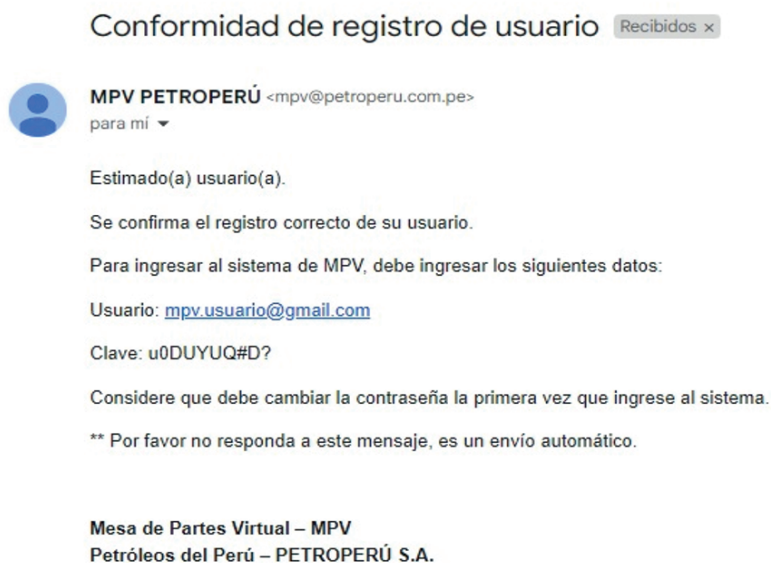 Conformidad de registro de usuario Recibidos ×
MPV PETROPERÚ <mpv@petroperu.com.pe>
para mí
Estimado(a) usuario(a).
Se confirma el registro correcto de su usuario.
Para ingresar al sistema de MPV, debe ingresar los siguientes datos:
Usuario: mpv.usuario@gmail.com
Clave: u0DUYUQ#D?
Considere que debe cambiar la contraseña la primera vez que ingrese al sistema.
** Por favor no responda a este mensaje, es un envío automático.
Mesa de Partes Virtual – MPV
Petróleos del Perú – PETROPERÚ S.A.